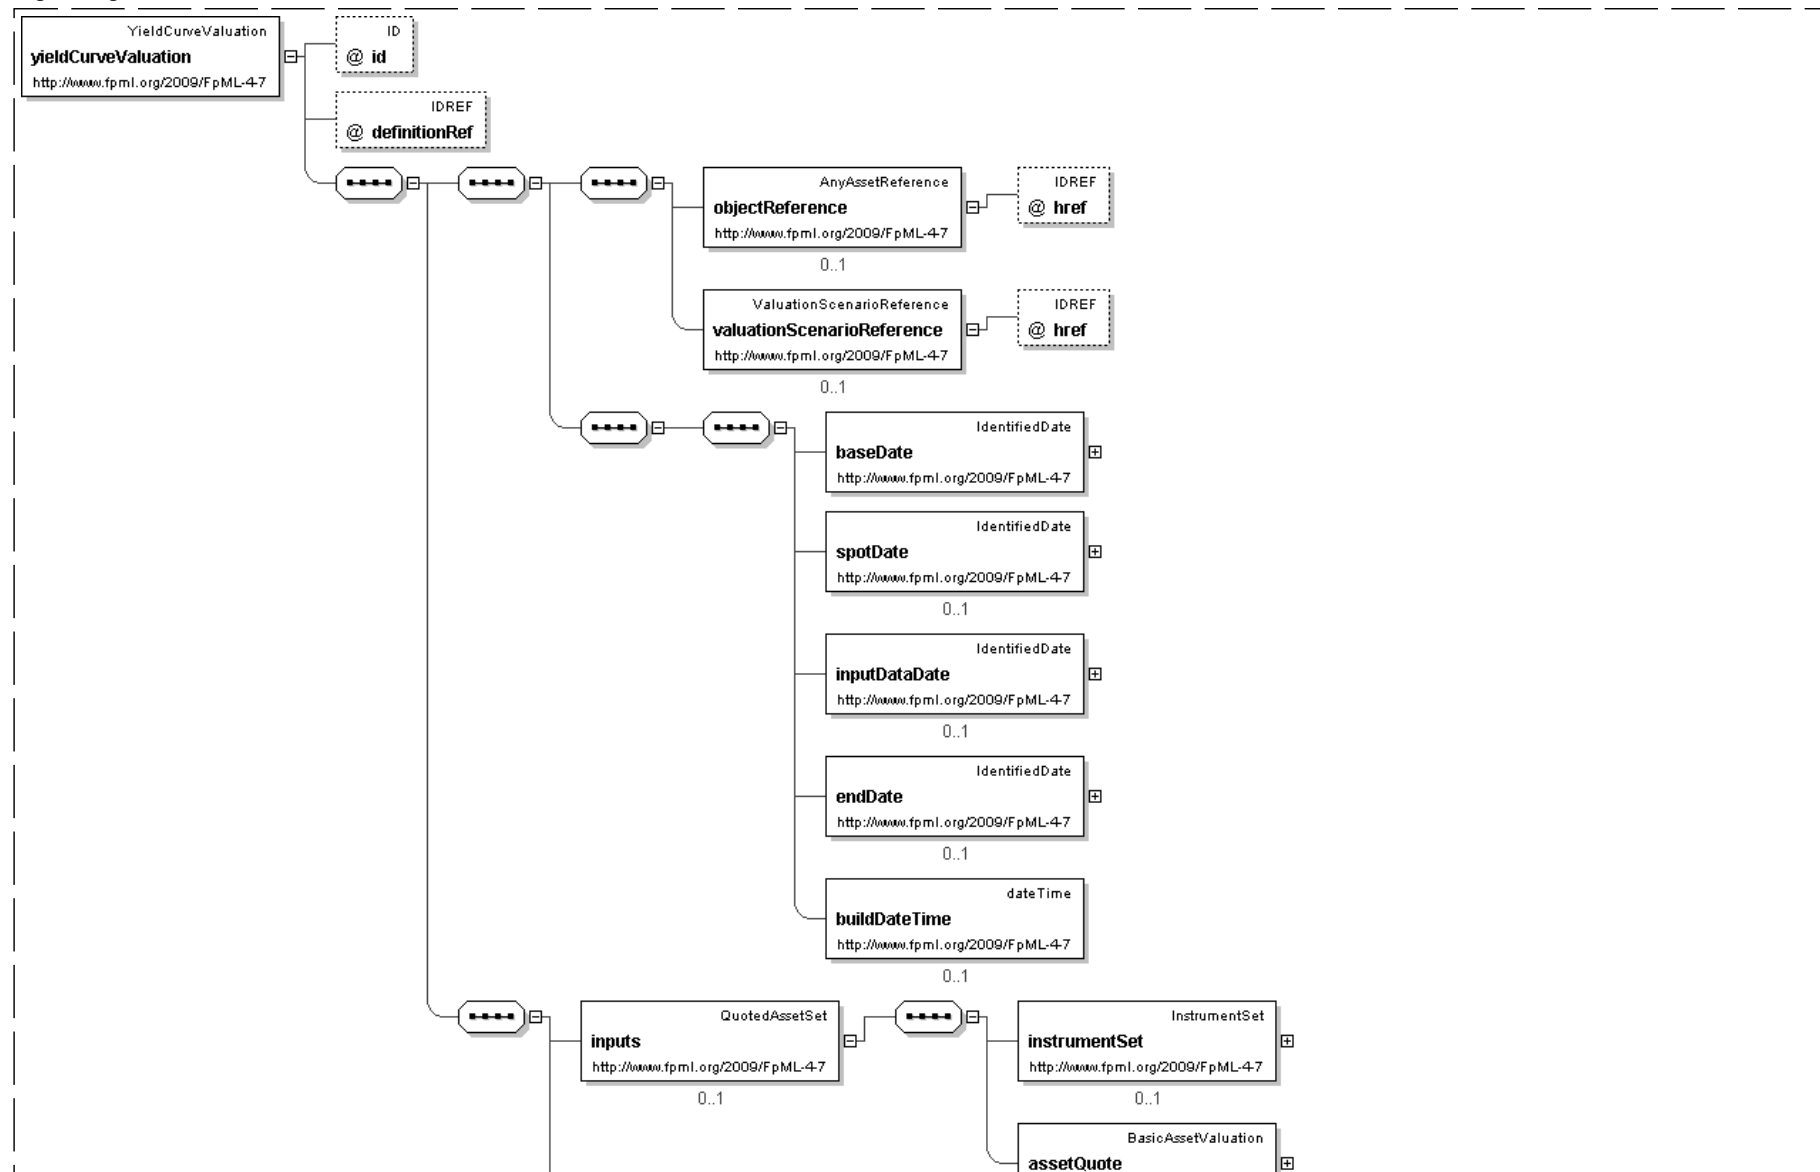 YieldCurveValuation
yieldCurveValuation
http://www.fpml.org/2009/FpML-4-7
ID
@ id
IDREF
@ definitionRef
AnyAssetReference
objectReference
http://www.fpml.org/2009/FpML-4-7
0..1
IDREF
@ href
ValuationScenarioReference
valuationScenarioReference
http://www.fpml.org/2009/FpML-4-7
0..1
IDREF
@ href
IdentifiedDate
baseDate
http://www.fpml.org/2009/FpML-4-7
IdentifiedDate
spotDate
http://www.fpml.org/2009/FpML-4-7
0..1
IdentifiedDate
inputDataDate
http://www.fpml.org/2009/FpML-4-7
0..1
IdentifiedDate
endDate
http://www.fpml.org/2009/FpML-4-7
0..1
dateTime
buildDateTime
http://www.fpml.org/2009/FpML-4-7
0..1
QuotedAssetSet
inputs
http://www.fpml.org/2009/FpML-4-7
0..1
InstrumentSet
instrumentSet
http://www.fpml.org/2009/FpML-4-7
0..1
BasicAssetValuation
assetQuote